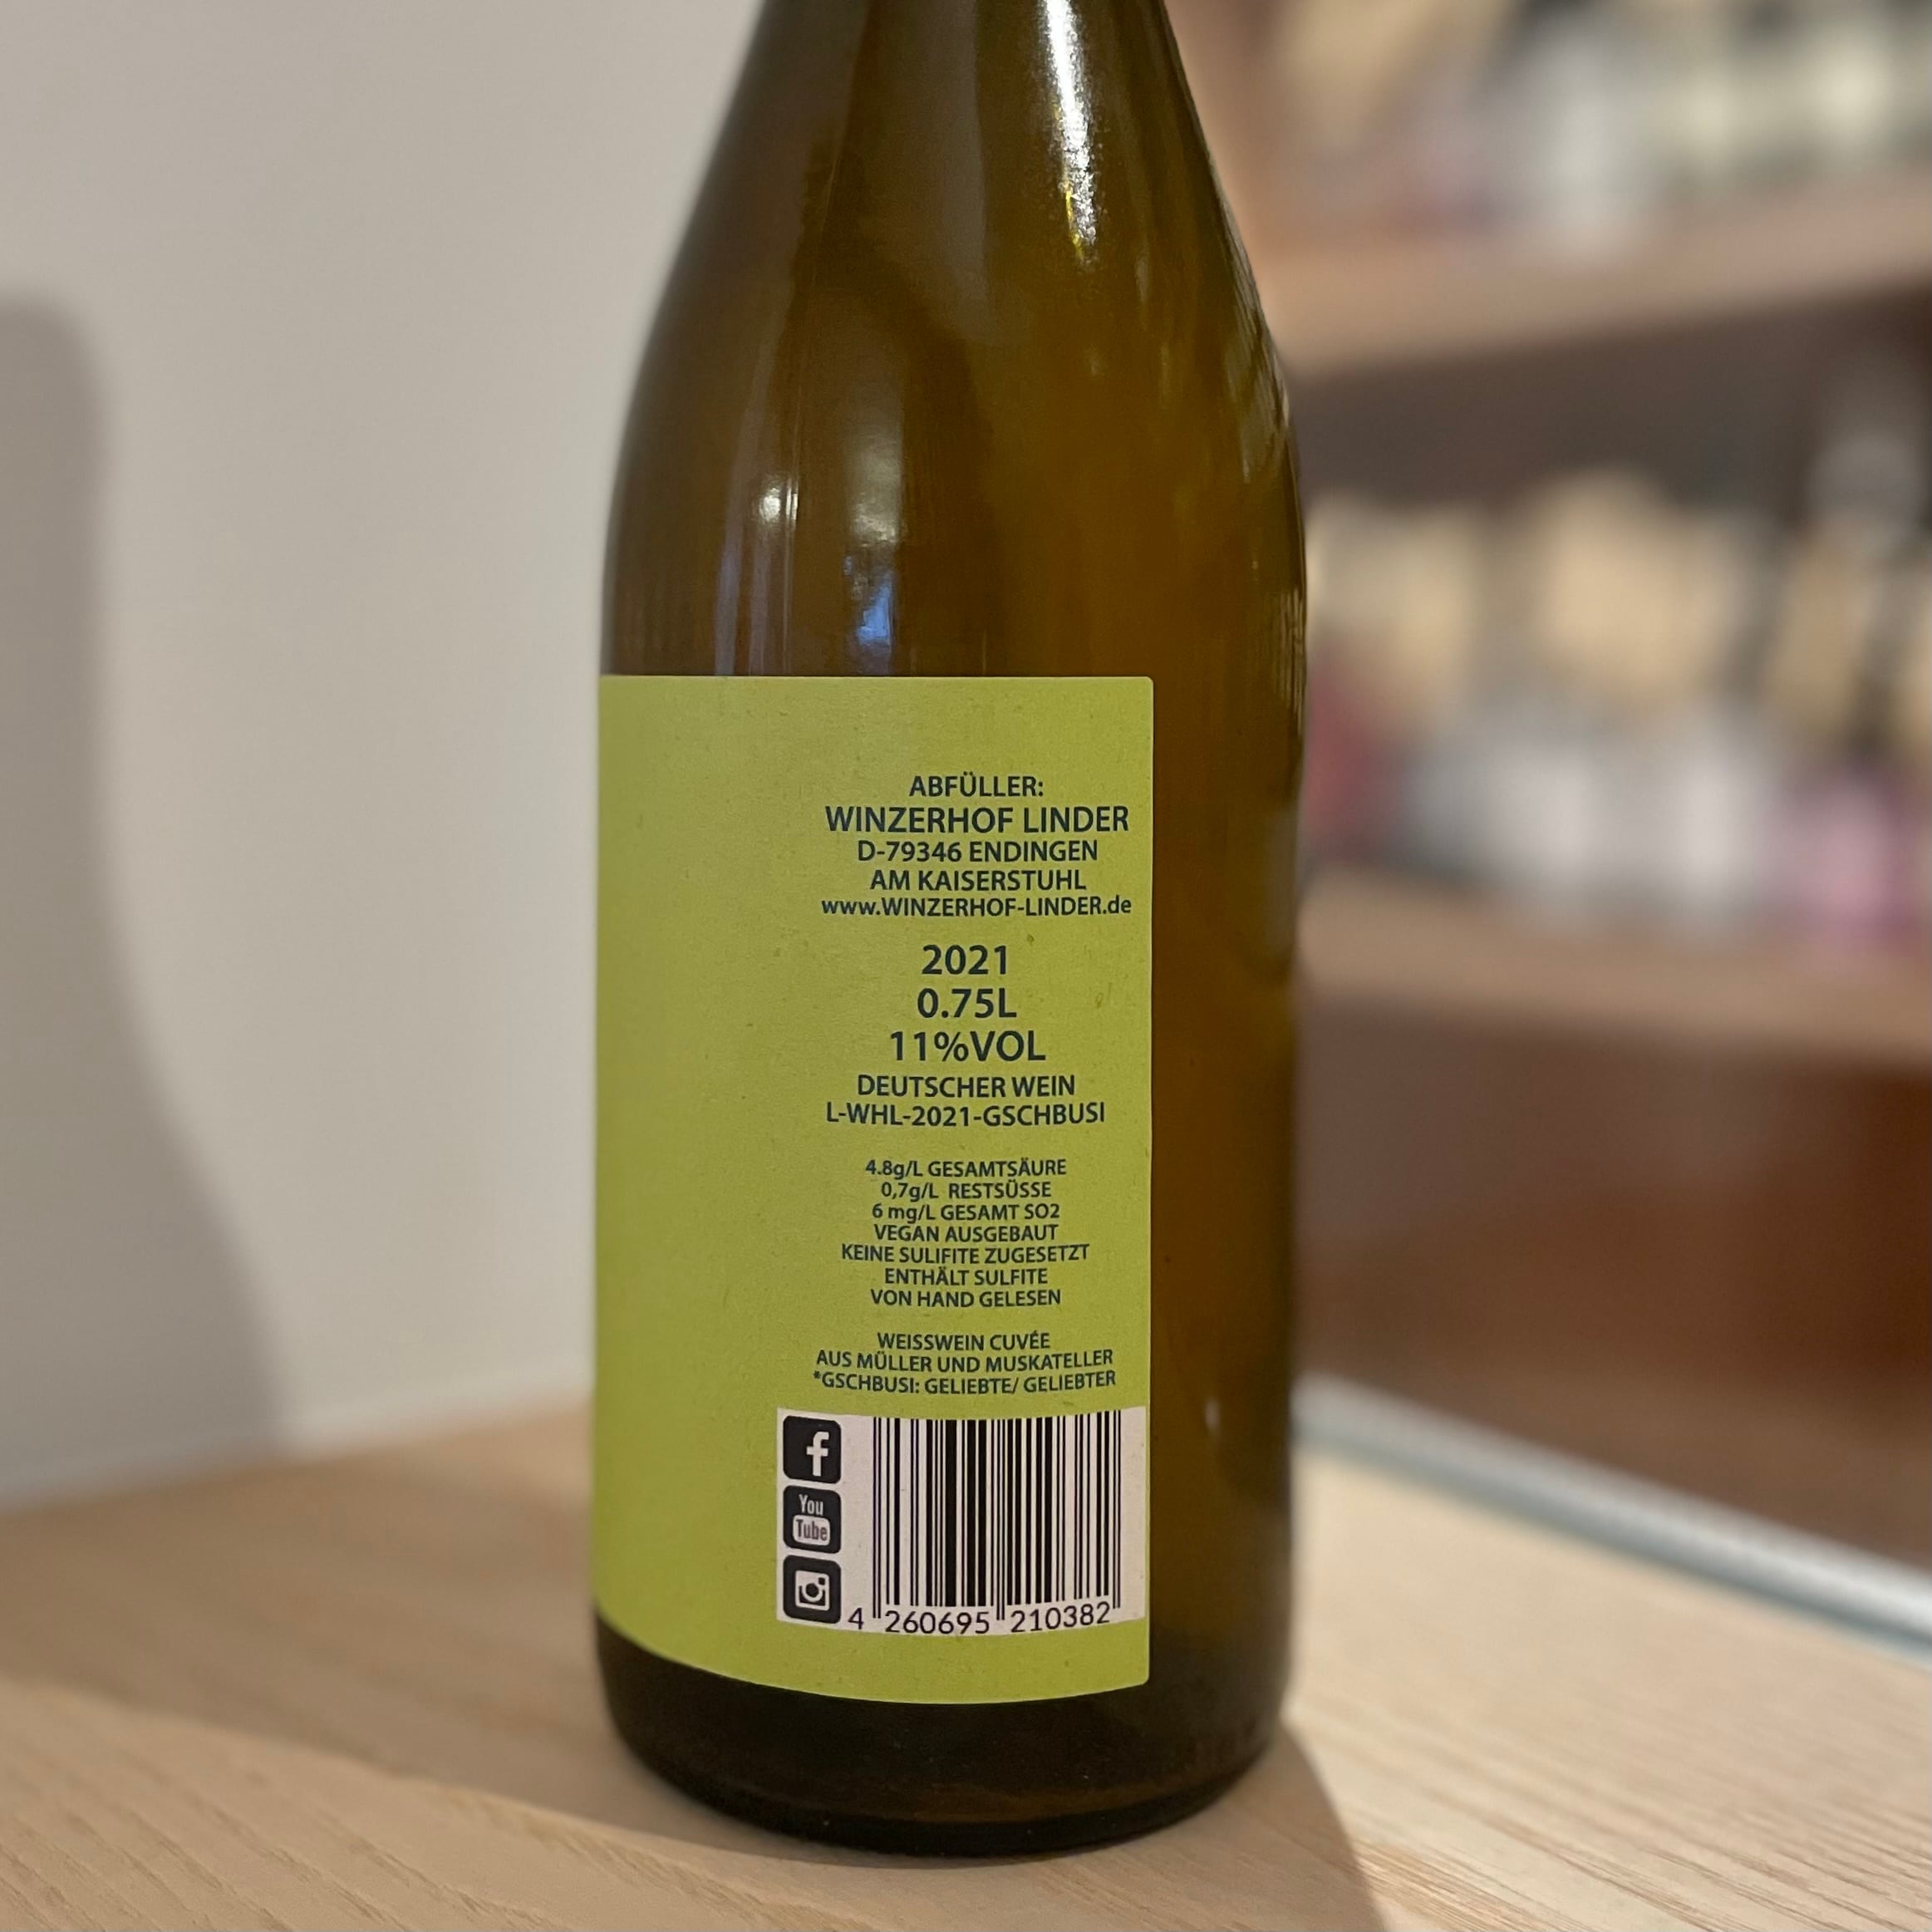 ABFÜLLER:
WINZERHOF LINDER
D-79346 ENDINGEN
AM KAISERSTUHL
www.WINZERHOF-LINDER.de
2021
0.75L
11%VOL
DEUTSCHER WEIN
L-WHL-2021-GSCHBUSI
4.8g/L GESAMTSÄURE
0,7g/L RESTSÜSSE
6 mg/L GESAMT SO2
VEGAN AUSGEBAUT
KEINE SULIFITE ZUGESETZT
ENTHÄLT SULFITE
VON HAND GELESEN
WEISSWEIN CUVÉE
AUS MÜLLER UND MUSKATELLER
*GSCHBUSI: GELIEBTE/ GELIEBTER
f
You
Tube
4 260695 210382